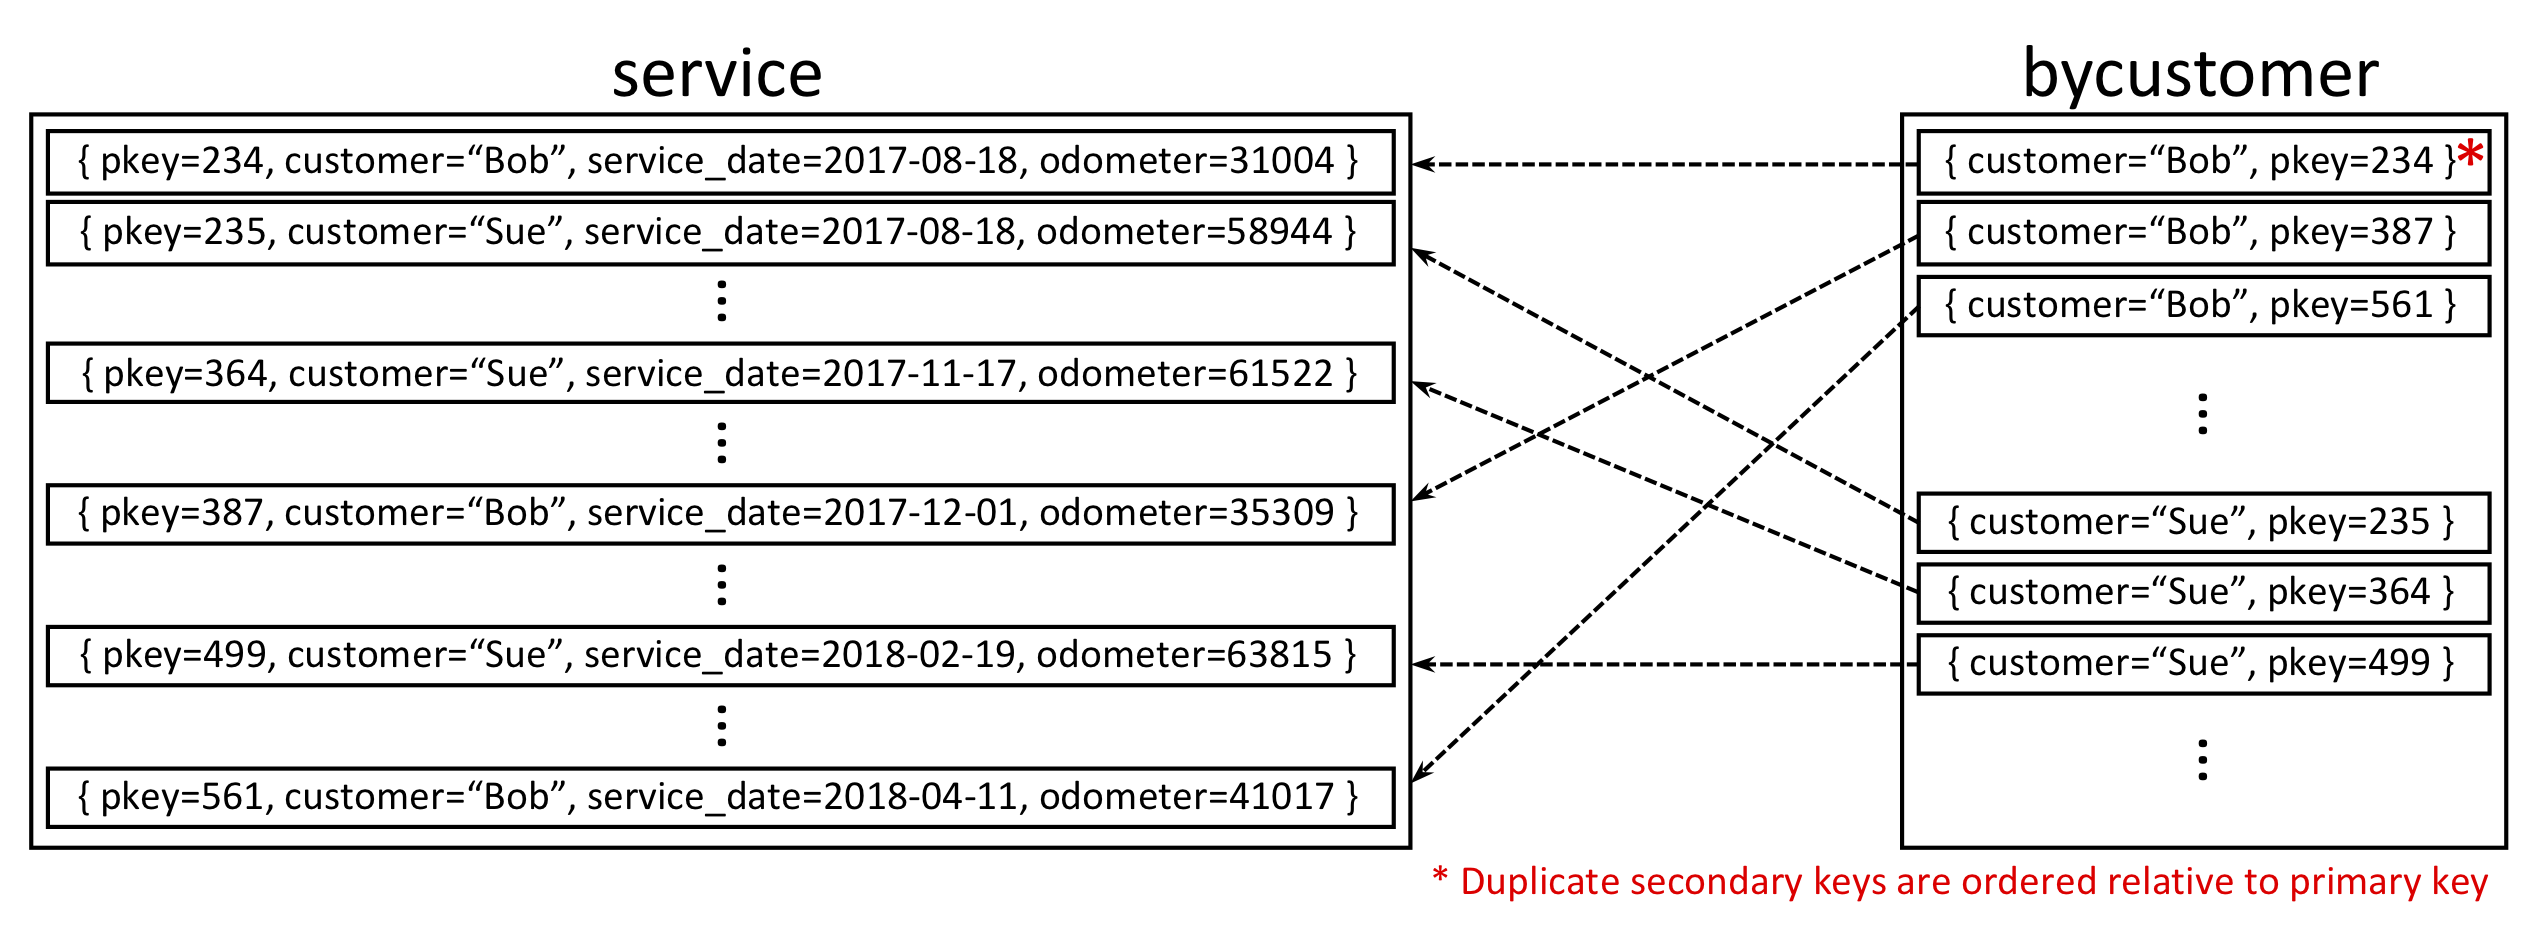 service
{ pkey=234, customer=“Bob”, service_date=2017-08-18, odometer=31004 }
{ pkey=235, customer=“Sue”, service_date=2017-08-18, odometer=58944 }
{ pkey=364, customer=“Sue”, service_date=2017-11-17, odometer=61522 }
{ pkey=387, customer=“Bob”, service_date=2017-12-01, odometer=35309 }
{ pkey=499, customer=“Sue”, service_date=2018-02-19, odometer=63815 }
{ pkey=561, customer=“Bob”, service_date=2018-04-11, odometer=41017 }
bycustomer
{ customer=“Bob”, pkey=234 }*
{ customer=“Bob”, pkey=387 }
{ customer=“Bob”, pkey=561 }
{ customer=“Sue”, pkey=235 }
{ customer=“Sue”, pkey=364 }
{ customer=“Sue”, pkey=499 }
* Duplicate secondary keys are ordered relative to primary key